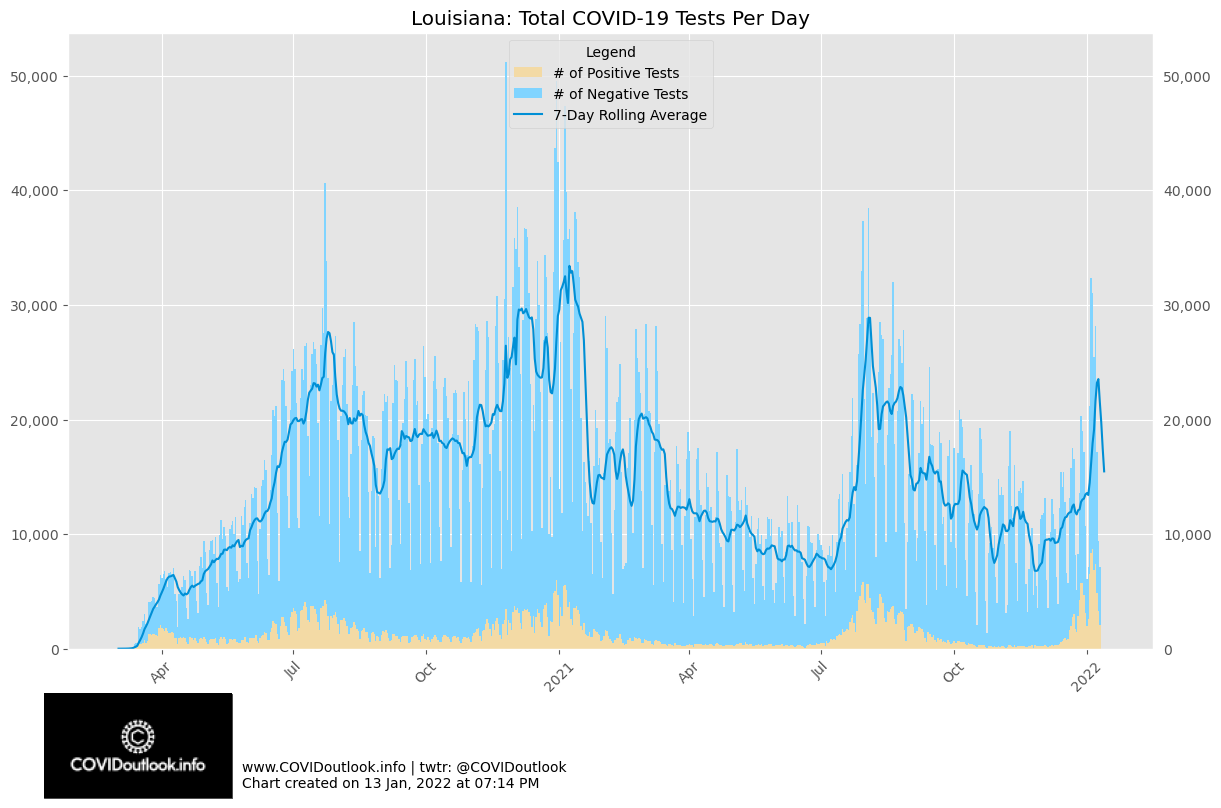 Louisiana: Total COVID-19 Tests Per Day
Legend
# of Positive Tests
# of Negative Tests
7-Day Rolling Average
50,000
40,000
30,000
20,000
10,000
0
50,000
40,000
30,000
20,000
10,000
0
Apr
Jul
Oct
2021
Apr
Jul
Oct
2022
COVIDoutlook.info
www.COVIDoutlook.info | twtr: @COVIDoutlook
Chart created on 13 Jan, 2022 at 07:14 PM